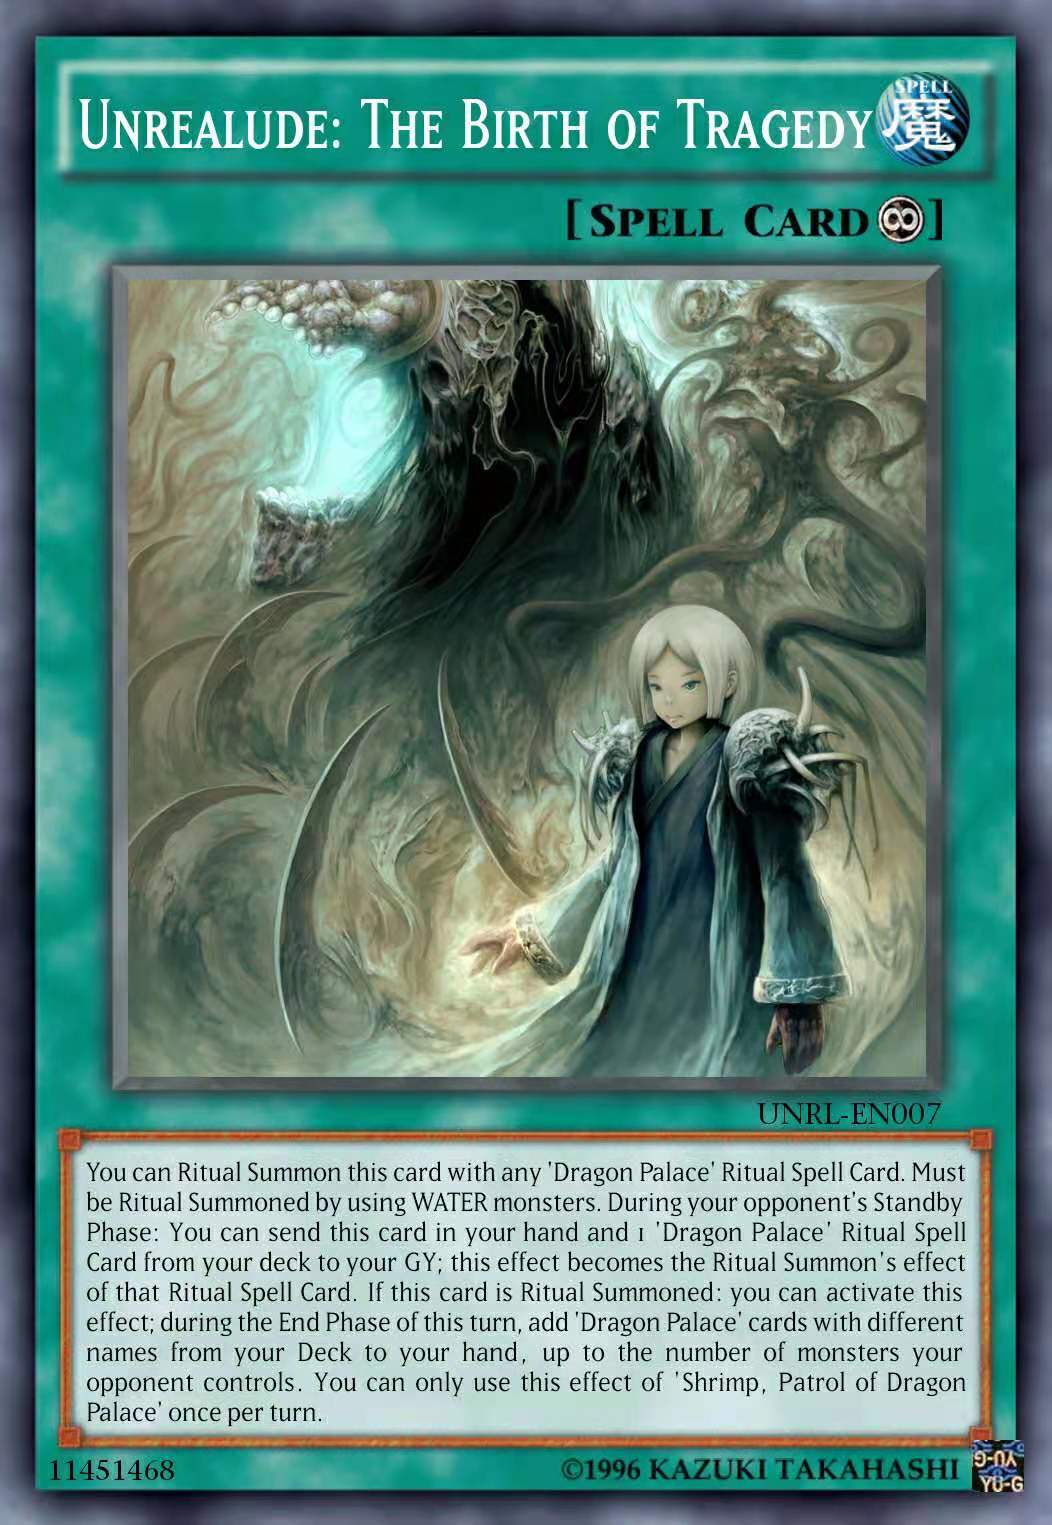 UNREALUDE: THE BIRTH OF TRAGEDY
SPELL
魔
[SPELL CARD]
UNRL-EN007
You can Ritual Summon this card with any 'Dragon Palace' Ritual Spell Card. Must
be Ritual Summoned by using WATER monsters. During your opponent's Standby
Phase: You can send this card in your hand and 1 'Dragon Palace' Ritual Spell
Card from your deck to your GY; this effect becomes the Ritual Summon's effect
of that Ritual Spell Card. If this card is Ritual Summoned: you can activate this
effect; during the End Phase of this turn, add 'Dragon Palace' cards with different
names from your Deck to your hand, up to the number of monsters your
opponent controls. You can only use this effect of 'Shrimp, Patrol of Dragon
Palace' once per turn.
11451468
©1996 KAZUKI TAKAHASHI
YU-G
YU-G